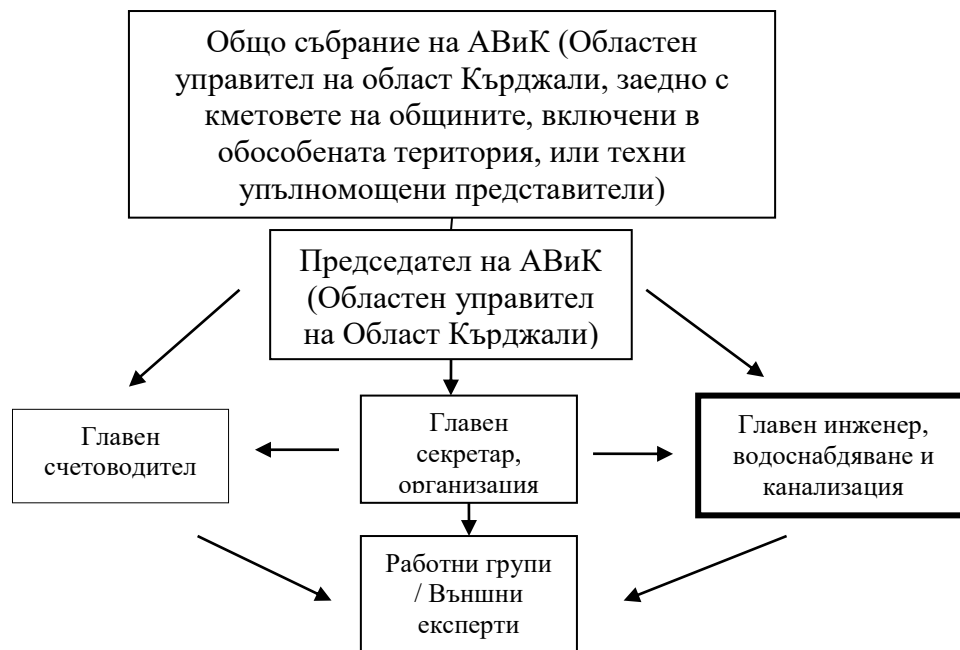 Общо събрание на АВиК (Областен
управител на област Кърджали, заедно с
кметовете на общините, включени в
обособената територия, или техни
упълномощени представители)
Председател на АВиК
(Областен управител
на Област Кърджали)
Главен
счетоводител
Главен
секретар,
организация
Главен инженер,
водоснабдяване и
канализация
Работни групи
/ Външни
експерти